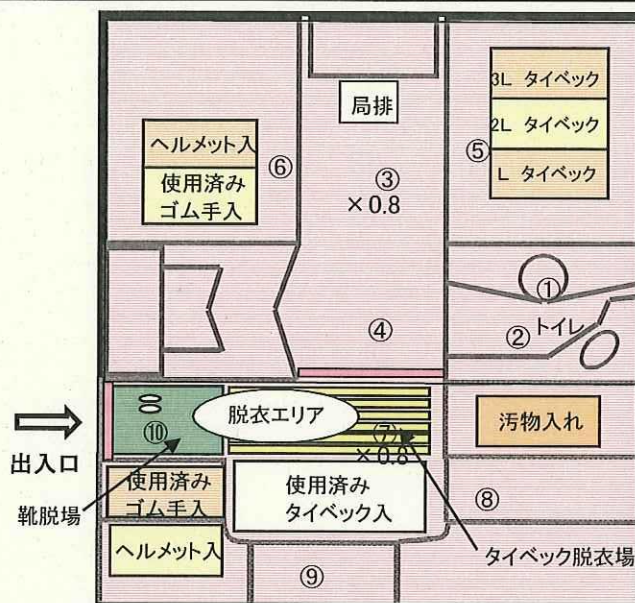 局排
3L タイベック
2L タイベック
L タイベック
⑤
ヘルメット入
使用済み
ゴム手入
⑥
③
×0.8
①
②
トイレ
④
出入口
⑩
脱衣エリア
⑦
×0.8
汚物入れ
靴脱場
使用済み
ゴム手入
使用済み
タイベック入
⑧
ヘルメット入
⑨
タイベック脱衣場